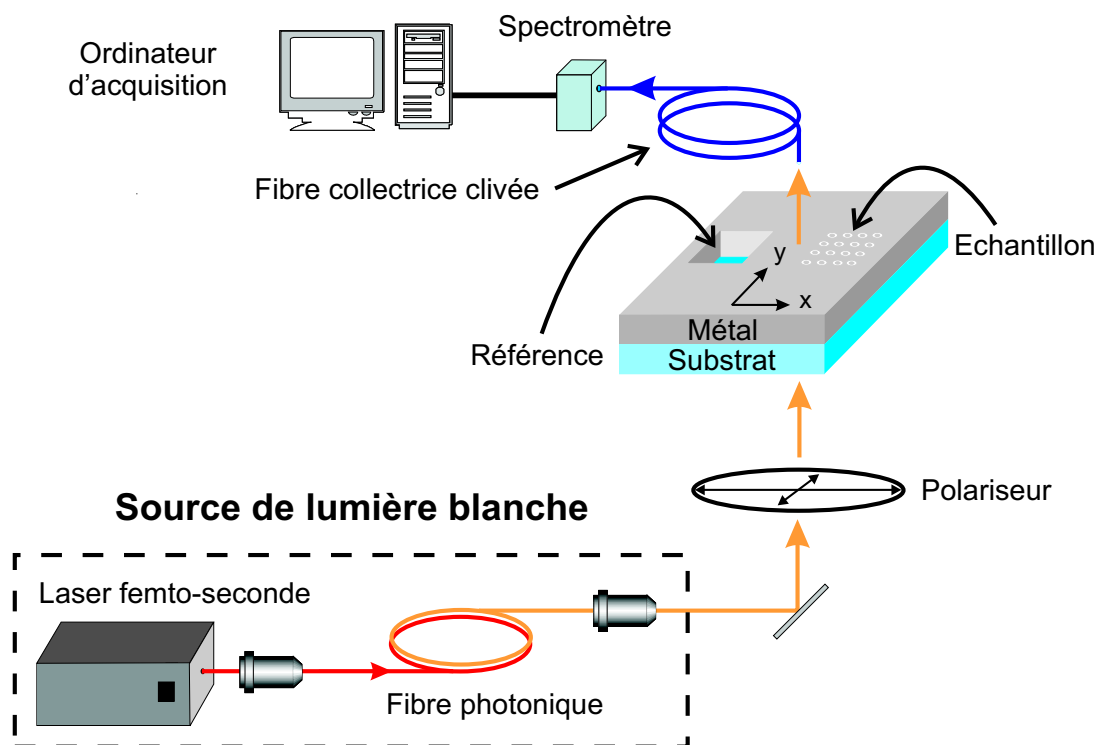 Spectromètre
Ordinateur
d'acquisition
Fibre collectrice clivée
Echantillon
y
x
Référence
Métal
Substrat
Polariseur
Source de lumière blanche
Laser femto-seconde
Fibre photonique